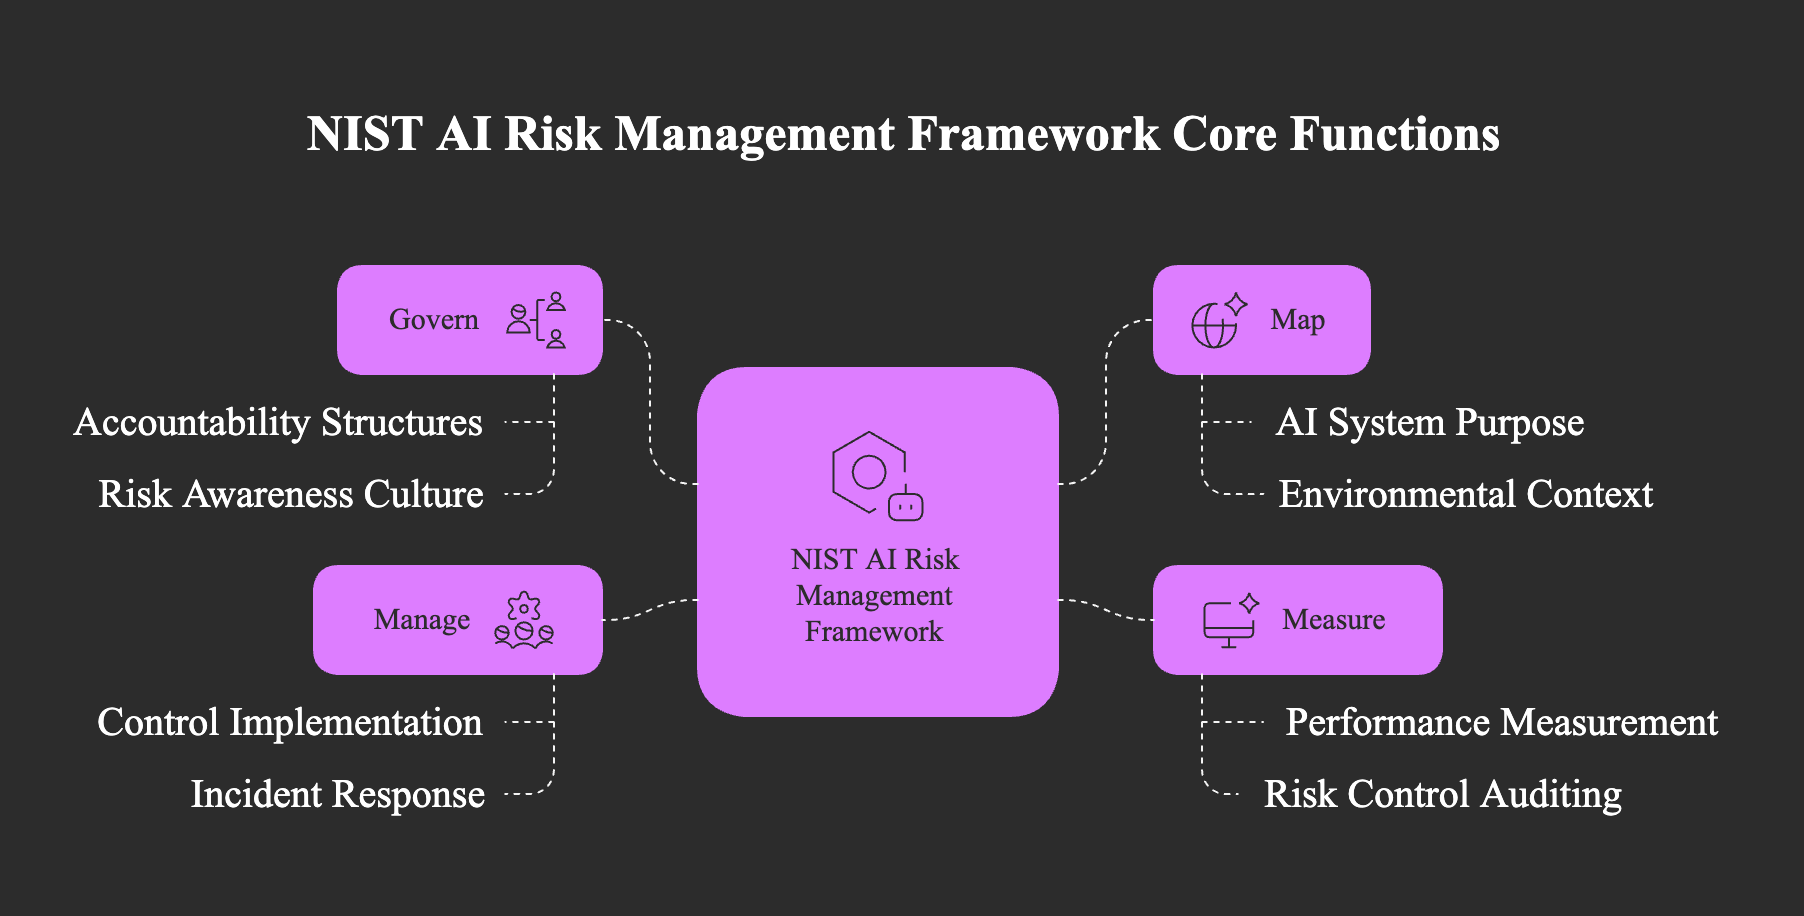 NIST AI Risk Management Framework Core Functions
Govern
Accountability Structures
Risk Awareness Culture
Manage
Control Implementation
Incident Response
NIST AI Risk
Management
Framework
Map
AI System Purpose
Environmental Context
Measure
Performance Measurement
Risk Control Auditing